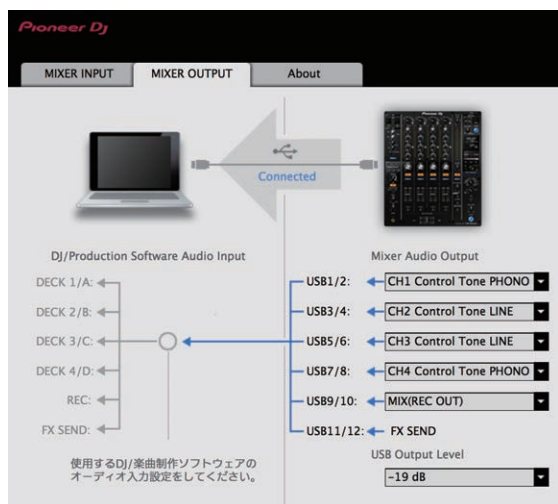 Pioneer Dj
MIXER INPUT
MIXER OUTPUT
About
Connected
DJ/Production Software Audio Input
DECK 1/A:
DECK 2/B:
DECK 3/C:
DECK 4/D:
REC:
FX SEND:
使用するDJ/楽曲制作ソフトウェアの
オーディオ入力設定をしてください。
Mixer Audio Output
USB1/2: CH1 Control Tone PHONO
USB3/4: CH2 Control Tone LINE
USB5/6: CH3 Control Tone LINE
USB7/8: CH4 Control Tone PHONO
USB9/10: MIX(REC OUT)
USB11/12: FX SEND
USB Output Level
-19 dB